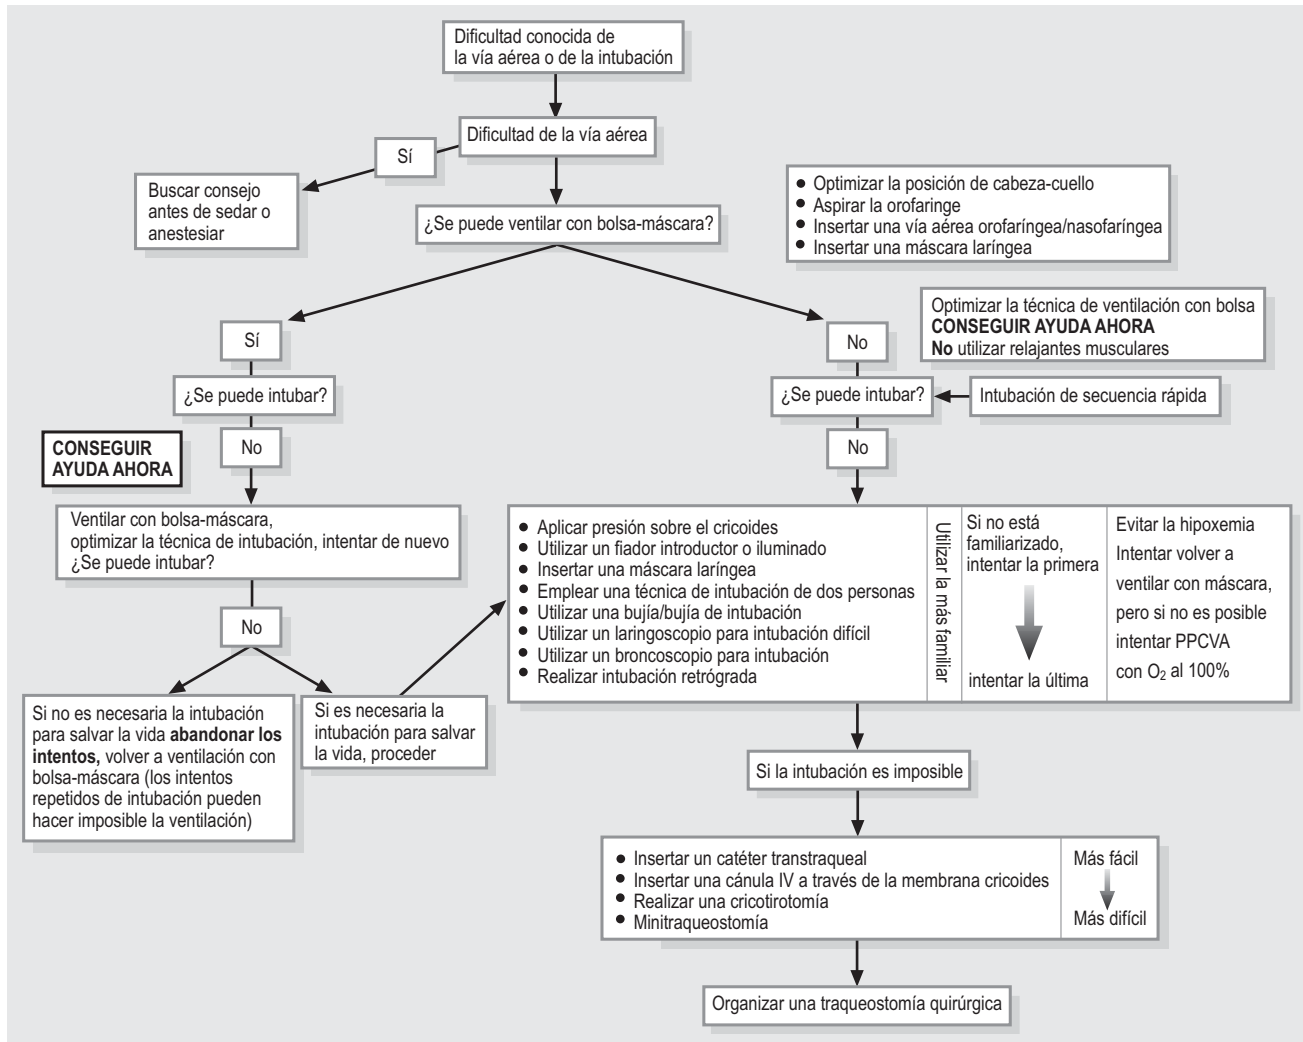 Dificultad conocida de
la vía aérea o de la intubación
Dificultad de la vía aérea
Sí
Buscar consejo
antes de sedar o
anestesiar
¿Se puede ventilar con bolsa-máscara?
• Optimizar la posición de cabeza-cuello
• Aspirar la orofaringe
• Insertar una vía aérea orofaríngea/nasofaríngea
• Insertar una máscara laríngea
Optimizar la técnica de ventilación con bolsa
CONSEGUIR AYUDA AHORA
No utilizar relajantes musculares
Sí
No
¿Se puede intubar?
¿Se puede intubar?
Intubación de secuencia rápida
No
No
CONSEGUIR
AYUDA AHORA
Ventilar con bolsa-máscara,
optimizar la técnica de intubación, intentar de nuevo
¿Se puede intubar?
No
Si no es necesaria la intubación
para salvar la vida abandonar los
intentos, volver a ventilación con
bolsa-máscara (los intentos
repetidos de intubación pueden
hacer imposible la ventilación)
Si es necesaria la
intubación para salvar
la vida, proceder
• Aplicar presión sobre el cricoides
• Utilizar un fiador introductor o iluminado
• Insertar una máscara laríngea
• Emplear una técnica de intubación de dos personas
• Utilizar una bujía/bujía de intubación
• Utilizar un laringoscopio para intubación difícil
• Utilizar un broncoscopio para intubación
• Realizar intubación retrógrada
Utilizar la más familiar
Si no está
familiarizado,
intentar la primera
intentar la última
Evitar la hipoxemia
Intentar volver a
ventilar con máscara,
pero si no es posible
intentar PPCVA
con O₂ al 100%
Si la intubación es imposible
• Insertar un catéter transtraqueal
• Insertar una cánula IV a través de la membrana cricoides
• Realizar una cricotirotomía
• Minitraqueostomía
Más fácil
Más difícil
Organizar una traqueostomía quirúrgica